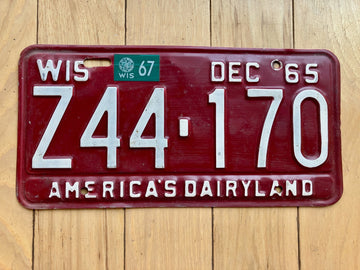 WIS WIS 67 DEC 65
Z44-170
AMERICA'S DAIRYLAND